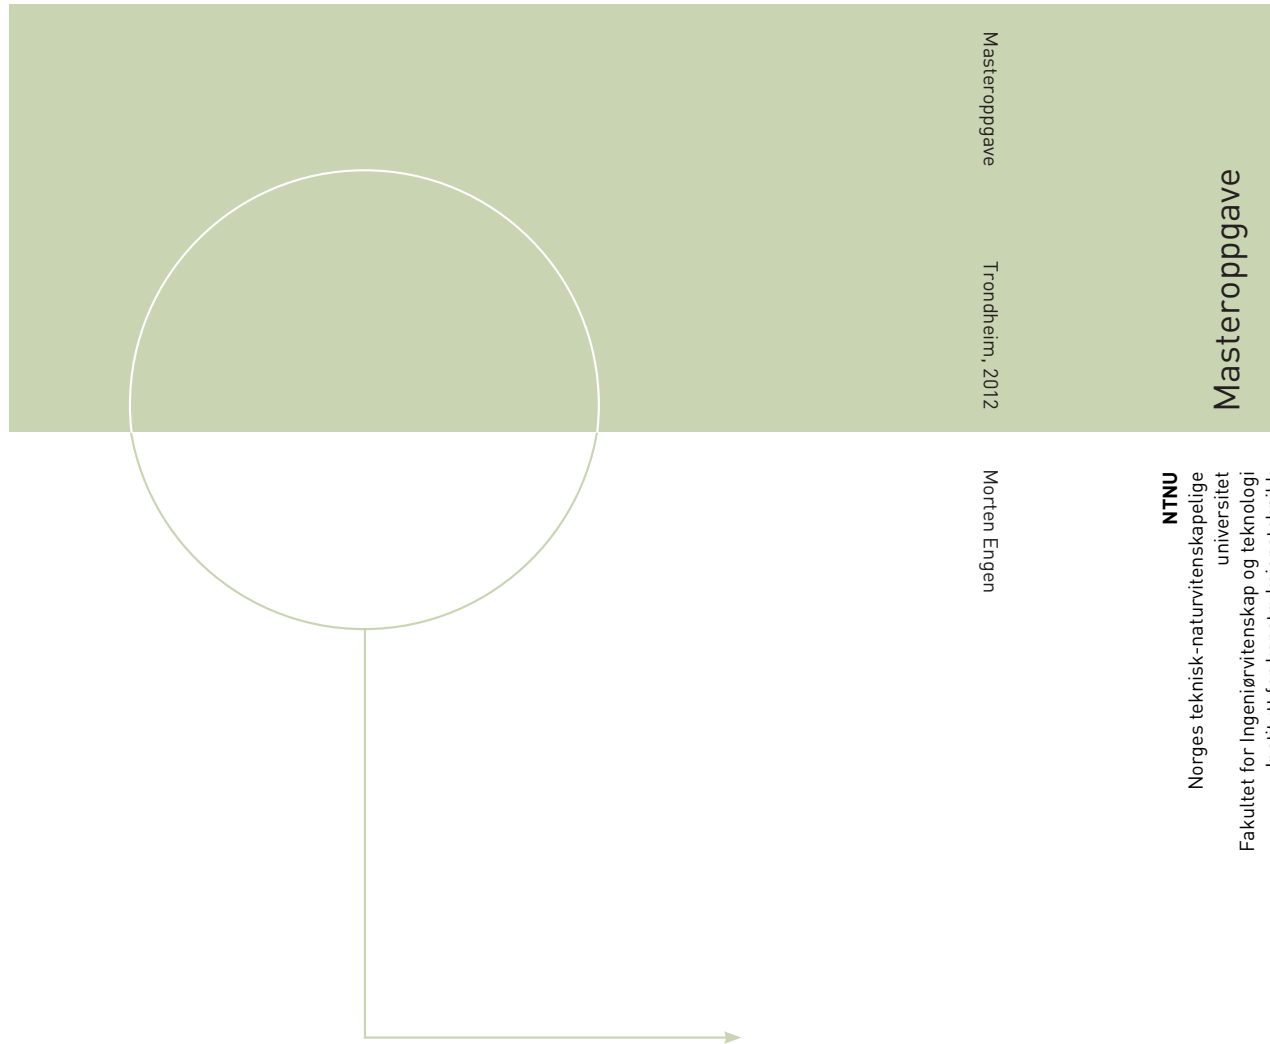 Masteroppgave
Trondheim, 2012
Morten Engen
Masteroppgave
NTNU
Norges teknisk-naturvitenskapelige
universitet
Fakultet for Ingeniørvitenskap og teknologi